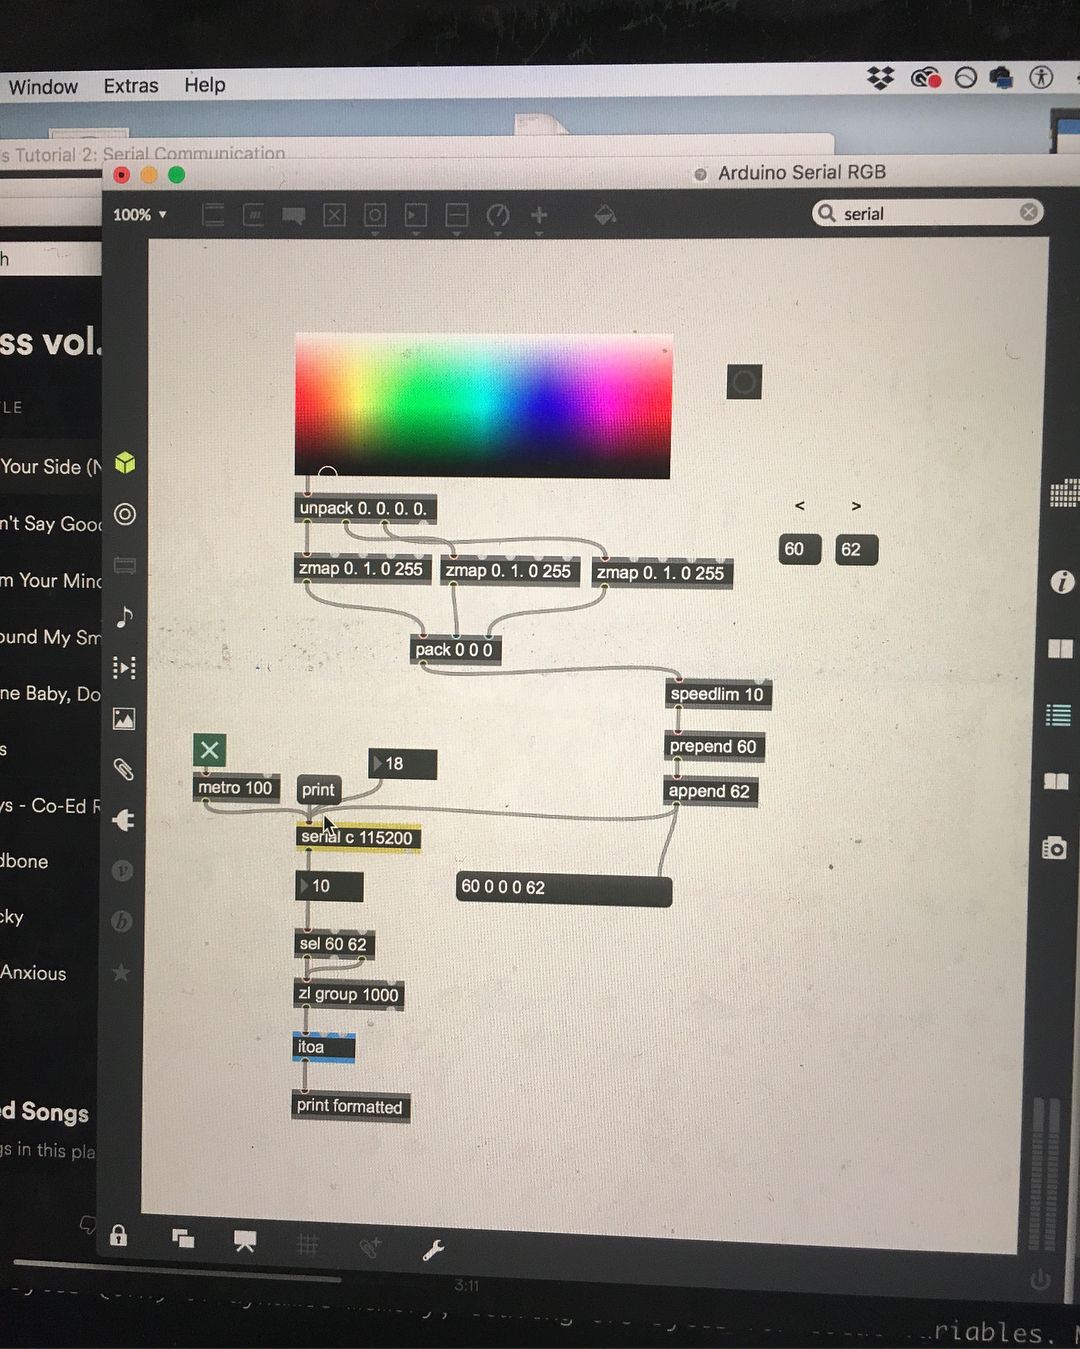 Window Extras Help
s Tutorial 2: Serial Communication
Arduino Serial RGB
100% ▼
serial
h
ss vol.
LE
Your Side (N
n't Say Good
m Your Mind
ound My Sm
ne Baby, Do
s
ys - Co-Ed R
dbone
cky
Anxious
d Songs
gs in this pla
unpack 0. 0. 0. 0.
< >
60 62
zmap 0. 1. 0 255 zmap 0. 1. 0 255 zmap 0. 1. 0 255
pack 0 0 0
speedlim 10
prepend 60
append 62
18
metro 100 print
serial c 115200
10
60 0 0 0 62
sel 60 62
zl group 1000
itoa
print formatted
3:11
riables.